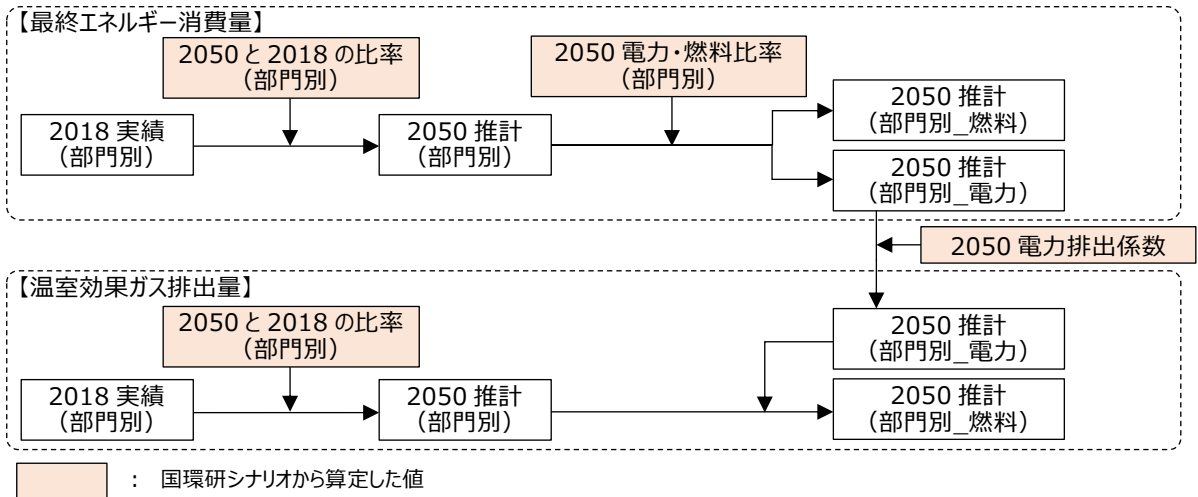 【最終エネルギー消費量】
2050と2018の比率
(部門別)
2050 電力・燃料比率
(部門別)
2018 実績
(部門別)
2050 推計
(部門別)
2050 推計
(部門別_燃料)
2050 推計
(部門別_電力)
2050 電力排出係数
【温室効果ガス排出量】
2050と2018の比率
(部門別)
2050 推計
(部門別_電力)
2018 実績
(部門別)
2050 推計
(部門別)
2050 推計
(部門別_燃料)
: 国環研シナリオから算定した値